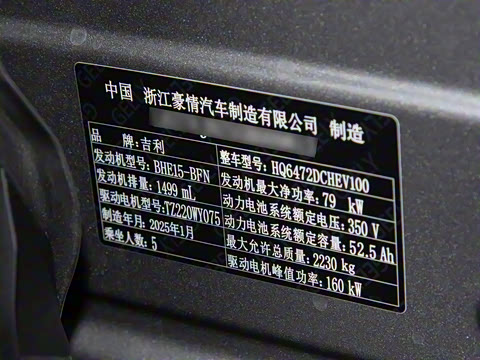 中国 浙江豪情汽车制造有限公司 制造
品 牌:吉利
整车型号:HQ6472DCHEV100
发动机型号:BHE15-BFN
发动机最大净功率:79 kW
发动机排量:1499 mL
动力电池系统额定电压:350 V
驱动电机型号:TZ220WY075
动力电池系统额定容量:52.5 Ah
制造年月:2025年1月
最大允许总质量:2230 kg
乘坐人数:5
驱动电机峰值功率:160 kW